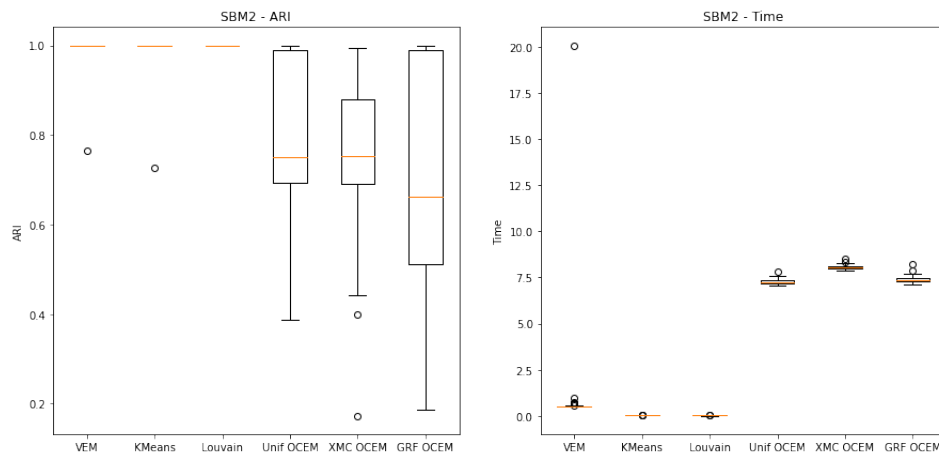 SBM2 - ARI
1.0
0.8
0.6
0.4
0.2
ARI
VEM KMeans Louvain Unif OCEM XMC OCEM GRF OCEM
SBM2 - Time
20.0
17.5
15.0
12.5
10.0
7.5
5.0
2.5
0.0
Time
VEM KMeans Louvain Unif OCEM XMC OCEM GRF OCEM